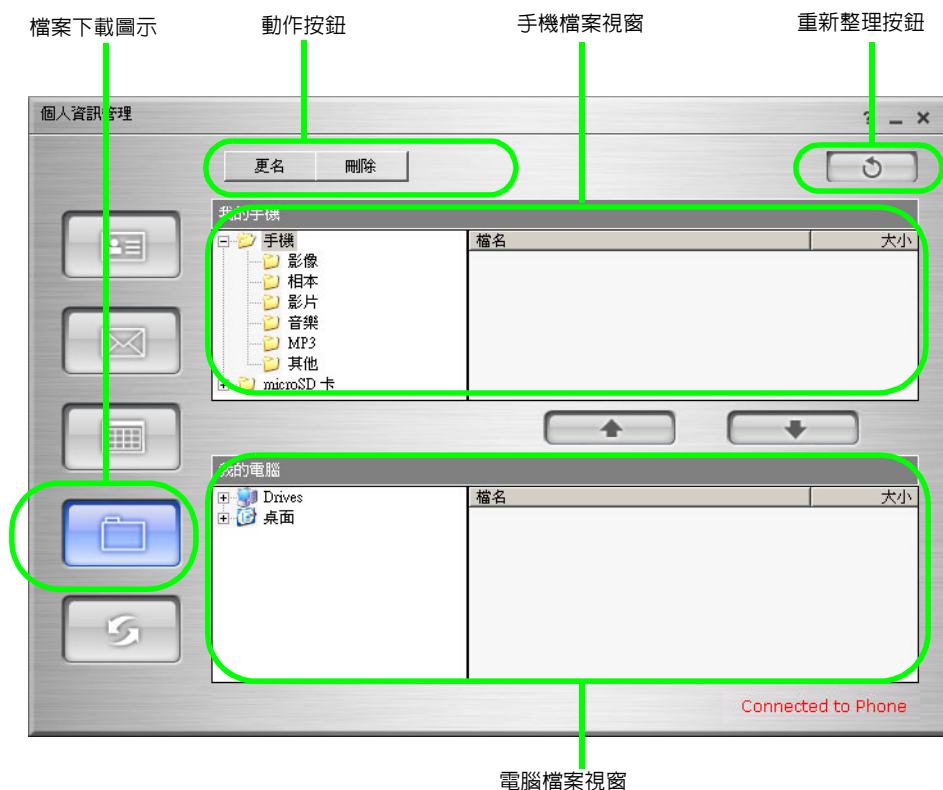 檔案下載圖示
動作按鈕
手機檔案視窗
重新整理按鈕
個人資訊管理
更名
刪除
我的手機
手機
影像
相本
影片
音樂
MP3
其他
microSD 卡
檔名
大小
我的電腦
Drives
桌面
檔名
大小
Connected to Phone
電腦檔案視窗